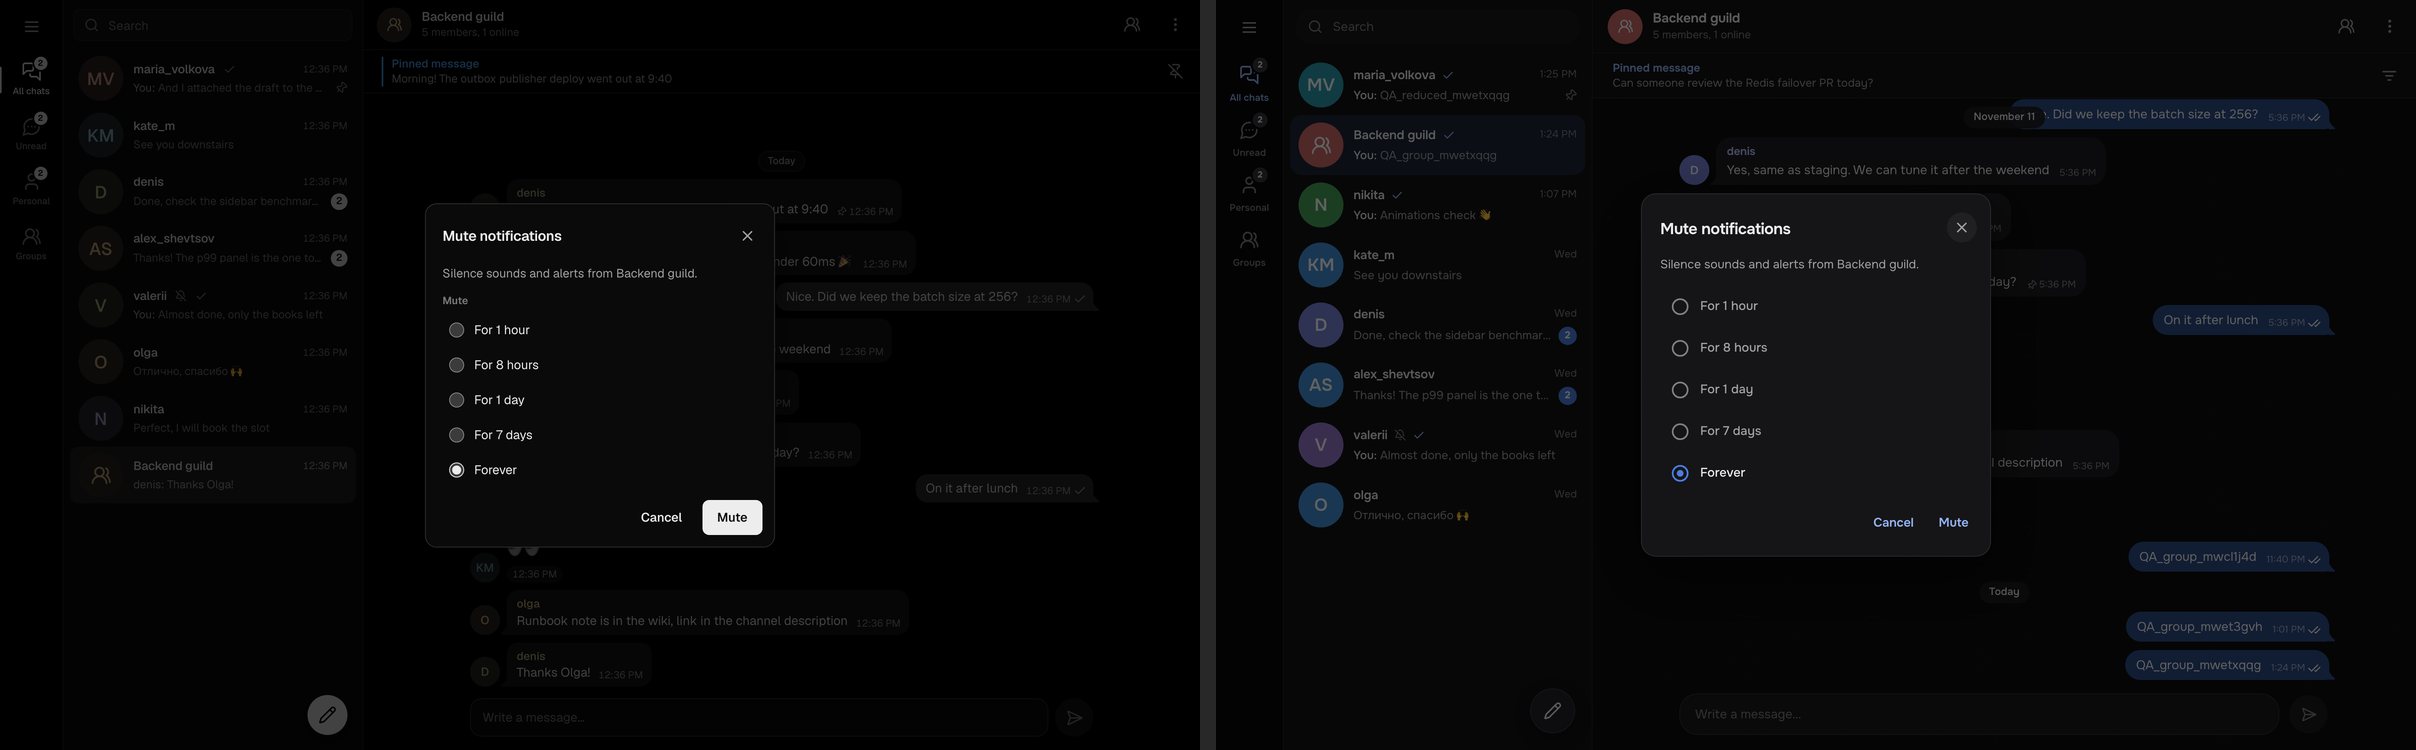 Search
2
All chats
2
Unread
2
Personal
Groups
MV
maria_volkova
12:36 PM
You: And I attached the draft to the ...
KM
kate_m
12:36 PM
See you downstairs
D
denis
12:36 PM
Done, check the sidebar benchmar...
2
AS
alex_shevtsov
12:36 PM
Thanks! The p99 panel is the one to...
2
V
valerii
12:36 PM
You: Almost done, only the books left
O
olga
12:36 PM
Отлично, спасибо 🙌
N
nikita
12:36 PM
Perfect, I will book the slot
Backend guild
12:36 PM
denis: Thanks Olga!
Backend guild
5 members, 1 online
Pinned message
Morning! The outbox publisher deploy went out at 9:40
Today
denis
ut at 9:40 12:36 PM
nder 60ms 🎉 12:36 PM
Nice. Did we keep the batch size at 256? 12:36 PM
weekend 12:36 PM
PM
day? 12:36 PM
On it after lunch 12:36 PM
KM
12:36 PM
olga
O
Runbook note is in the wiki, link in the channel description 12:36 PM
denis
D
Thanks Olga! 12:36 PM
Write a message...
Mute notifications
Silence sounds and alerts from Backend guild.
Mute
For 1 hour
For 8 hours
For 1 day
For 7 days
Forever
Cancel
Mute
Search
2
All chats
2
Unread
2
Personal
Groups
MV
maria_volkova
1:25 PM
You: QA_reduced_mwetxqqg
Backend guild
1:24 PM
You: QA_group_mwetxqqg
N
nikita
1:07 PM
You: Animations check 👋
KM
kate_m
Wed
See you downstairs
D
denis
Wed
Done, check the sidebar benchmar...
2
AS
alex_shevtsov
Wed
Thanks! The p99 panel is the one t...
2
V
valerii
Wed
You: Almost done, only the books left
O
olga
Wed
Отлично, спасибо 🙌
Backend guild
5 members, 1 online
Pinned message
Can someone review the Redis failover PR today?
November 11
. Did we keep the batch size at 256? 5:36 PM
denis
D
Yes, same as staging. We can tune it after the weekend 5:36 PM
PM
day? 5:36 PM
On it after lunch 5:36 PM
l description 5:36 PM
QA_group_mwcl1j4d 11:40 PM
Today
QA_group_mwet3gvh 1:01 PM
QA_group_mwetxqqg 1:24 PM
Write a message...
Mute notifications
Silence sounds and alerts from Backend guild.
For 1 hour
For 8 hours
For 1 day
For 7 days
Forever
Cancel
Mute